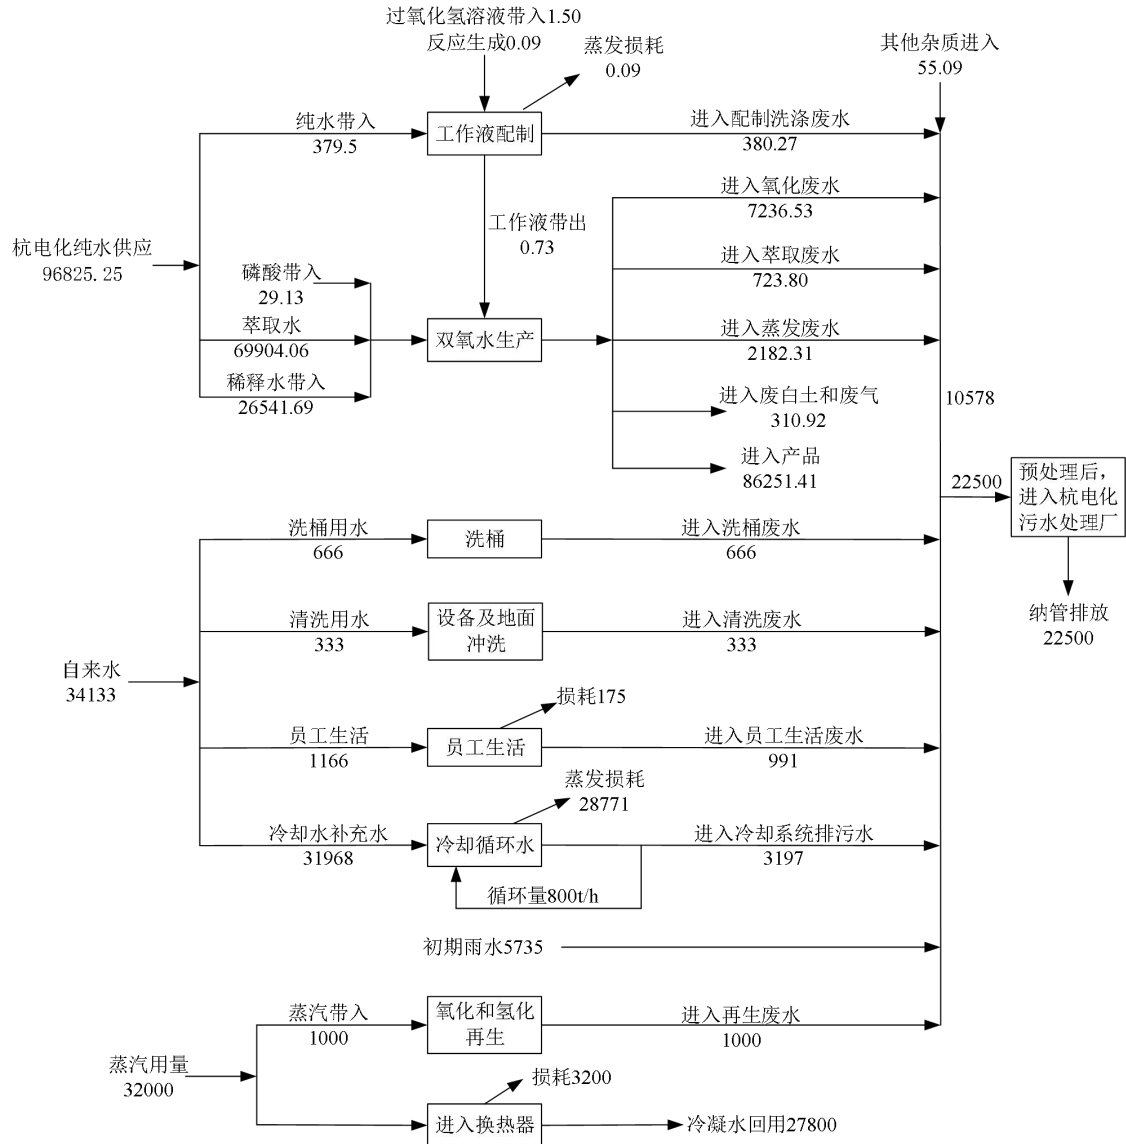 过氧化氢溶液带入1.50
反应生成0.09
蒸发损耗
0.09
其他杂质进入
55.09
纯水带入
379.5
工作液配制
进入配制洗涤废水
380.27
进入氧化废水
7236.53
工作液带出
0.73
杭电化纯水供应
96825.25
进入萃取废水
723.80
磷酸带入
29.13
萃取水
69904.06
双氧水生产
进入蒸发废水
2182.31
稀释水带入
26541.69
进入废白土和废气
310.92
10578
进入产品
86251.41
22500
预处理后，
进入杭电化
污水处理厂
洗桶用水
666
洗桶
进入洗桶废水
666
纳管排放
22500
清洗用水
333
设备及地面
冲洗
进入清洗废水
333
自来水
34133
损耗175
员工生活
1166
员工生活
进入员工生活废水
991
蒸发损耗
28771
冷却水补充水
31968
冷却循环水
进入冷却系统排污水
3197
循环量800t/h
初期雨水5735
蒸汽带入
1000
氧化和氢化
再生
进入再生废水
1000
蒸汽用量
32000
损耗3200
进入换热器
冷凝水回用27800